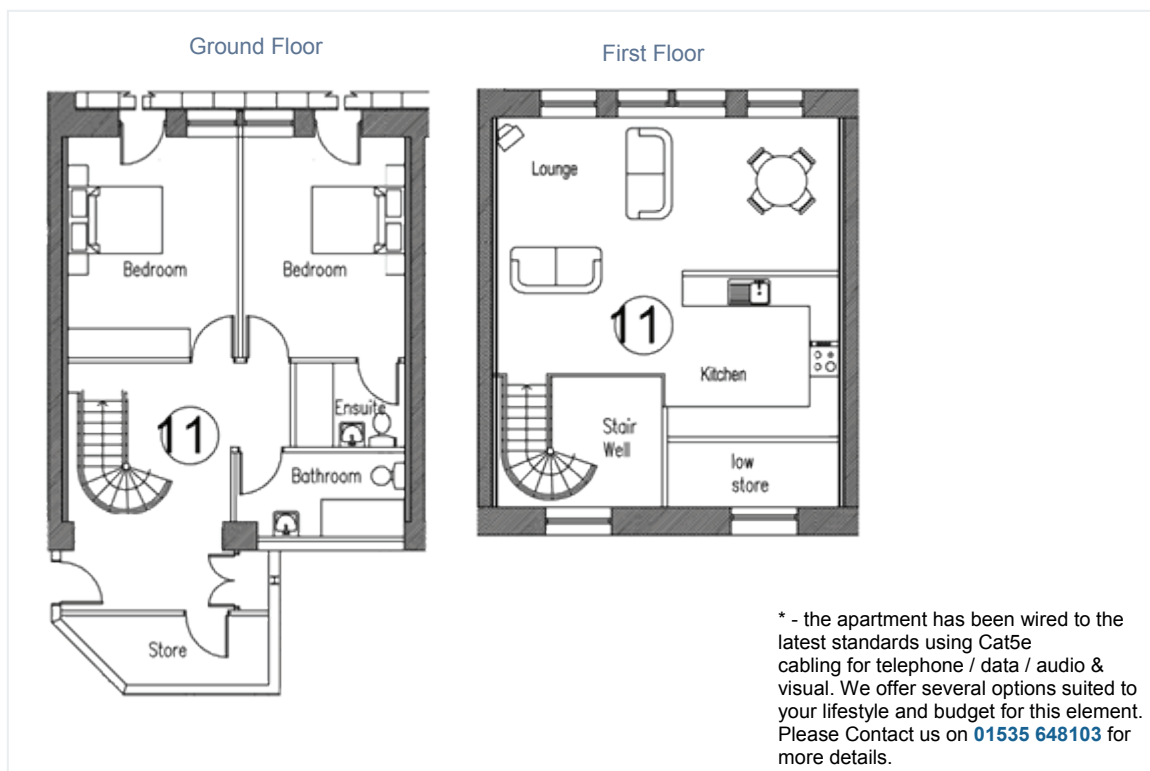 Ground Floor
First Floor
Lounge
Bedroom
Bedroom
11
Kitchen
Ensuite
11
Stair
Well
Bathroom
low
store
Store
* - the apartment has been wired to the
latest standards using Cat5e
cabling for telephone / data / audio &
visual. We offer several options suited to
your lifestyle and budget for this element.
Please Contact us on 01535 648103 for
more details.